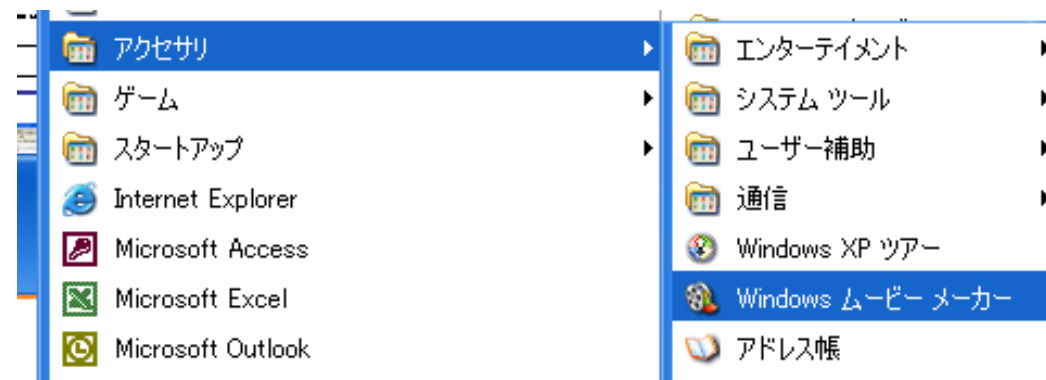 アクセサリ
ゲーム
スタートアップ
Internet Explorer
Microsoft Access
Microsoft Excel
Microsoft Outlook
エンターテイメント
システム ツール
ユーザー補助
通信
Windows XP ツアー
Windows ムービー メーカー
アドレス帳